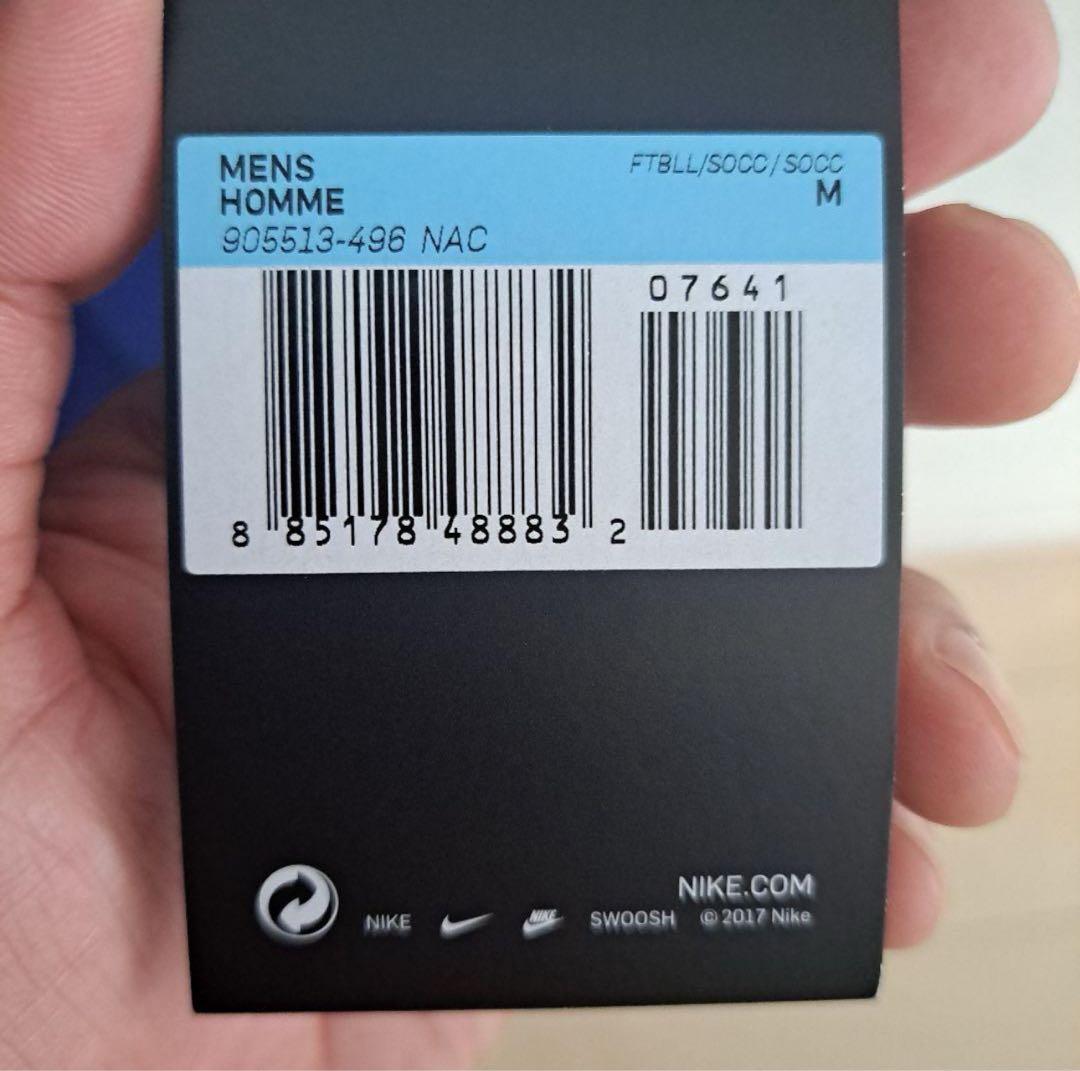 MENS
HOMME
905513-496 NAC
FTBLL/SOCC/SOCC
M
07641
8 85178 48883 2
NIKE.COM
NIKE NIKE SWOOSH © 2017 Nike